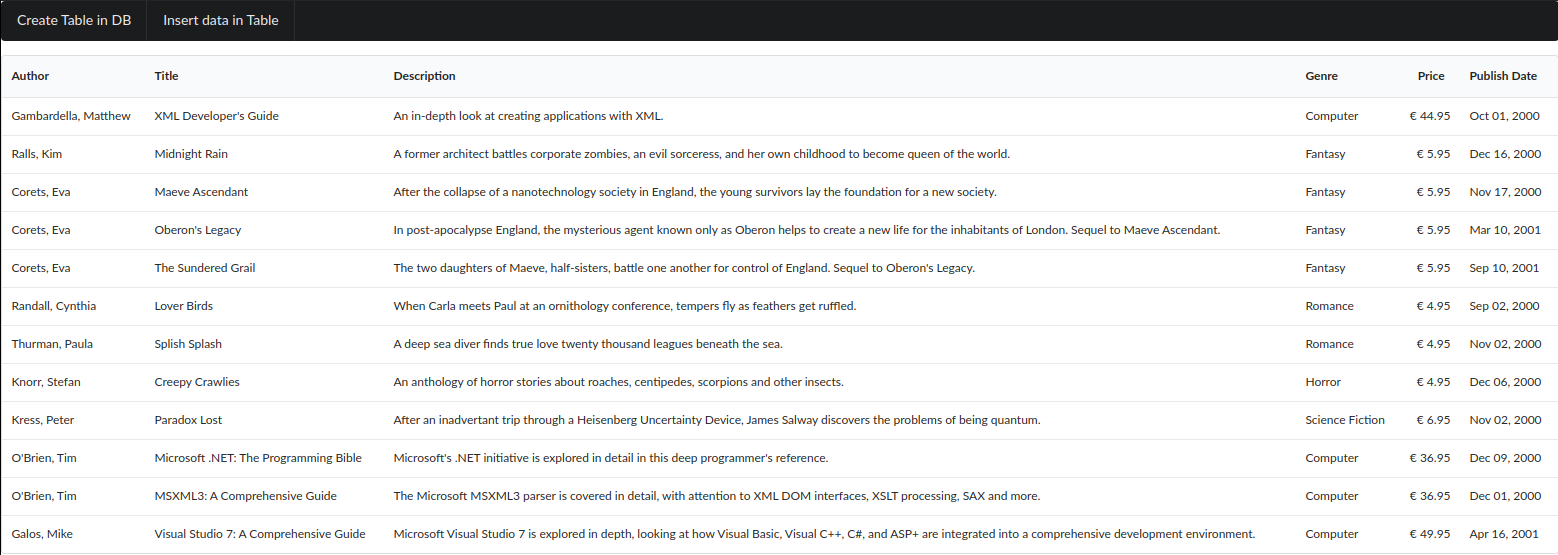 Create Table in DB Insert data in Table
Author Title Description Genre Price Publish Date
Gambardella, Matthew XML Developer's Guide An in-depth look at creating applications with XML. Computer € 44.95 Oct 01, 2000
Ralls, Kim Midnight Rain A former architect battles corporate zombies, an evil sorceress, and her own childhood to become queen of the world. Fantasy € 5.95 Dec 16, 2000
Corets, Eva Maeve Ascendant After the collapse of a nanotechnology society in England, the young survivors lay the foundation for a new society. Fantasy € 5.95 Nov 17, 2000
Corets, Eva Oberon's Legacy In post-apocalypse England, the mysterious agent known only as Oberon helps to create a new life for the inhabitants of London. Sequel to Maeve Ascendant. Fantasy € 5.95 Mar 10, 2001
Corets, Eva The Sundered Grail The two daughters of Maeve, half-sisters, battle one another for control of England. Sequel to Oberon's Legacy. Fantasy € 5.95 Sep 10, 2001
Randall, Cynthia Lover Birds When Carla meets Paul at an ornithology conference, tempers fly as feathers get ruffled. Romance € 4.95 Sep 02, 2000
Thurman, Paula Splish Splash A deep sea diver finds true love twenty thousand leagues beneath the sea. Romance € 4.95 Nov 02, 2000
Knorr, Stefan Creepy Crawlies An anthology of horror stories about roaches, centipedes, scorpions and other insects. Horror € 4.95 Dec 06, 2000
Kress, Peter Paradox Lost After an inadvertant trip through a Heisenberg Uncertainty Device, James Salway discovers the problems of being quantum. Science Fiction € 6.95 Nov 02, 2000
O'Brien, Tim Microsoft .NET: The Programming Bible Microsoft's .NET initiative is explored in detail in this deep programmer's reference. Computer € 36.95 Dec 09, 2000
O'Brien, Tim MSXML3: A Comprehensive Guide The Microsoft MSXML3 parser is covered in detail, with attention to XML DOM interfaces, XSLT processing, SAX and more. Computer € 36.95 Dec 01, 2000
Galos, Mike Visual Studio 7: A Comprehensive Guide Microsoft Visual Studio 7 is explored in depth, looking at how Visual Basic, Visual C++, C#, and ASP+ are integrated into a comprehensive development environment. Computer € 49.95 Apr 16, 2001